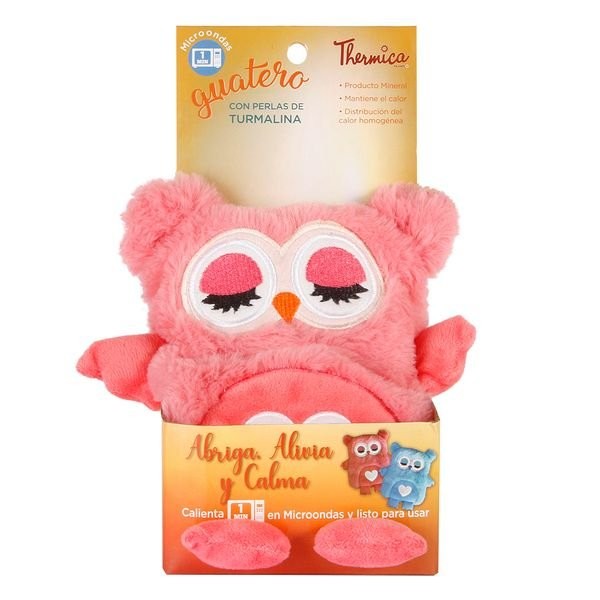 Microondas
1
MIN
guatero
CON PERLAS DE
TURMALINA
Thermica
• Producto Mineral
• Mantiene el calor
• Distribución del
calor homogénea
Abriga, Alivia
y Calma
Calienta 1 MIN en Microondas y listo para usar